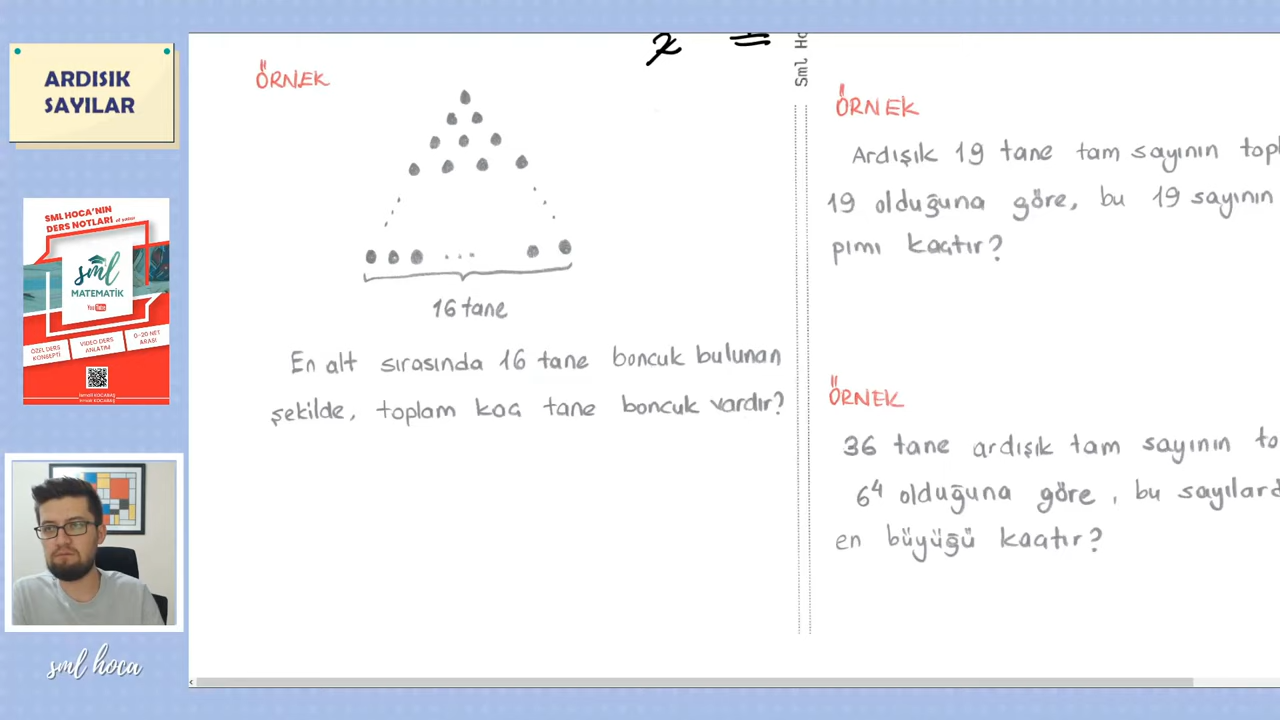 ARDISIK
SAYILAR
SML HOCA'NIN
DERS NOTLARI
sml
MATEMATİK
YouTube
ÖZEL DERS
KONSEPTİ
VİDEO DERS
ANLATIM
0-20 NET
ARASI
sml hoca
x =
ÖRNEK
16 tane
En alt sırasında 16 tane boncuk bulunan
şekilde, toplam kaç tane boncuk vardır?
Sml Ho
ÖRNEK
Ardışık 19 tane tam sayının topl
19 olduğuna göre, bu 19 sayının
pımı kaçtır?
ÖRNEK
36 tane ardışık tam sayının to
6⁴ olduğuna göre, bu sayılard
en büyüğü kaçtır?